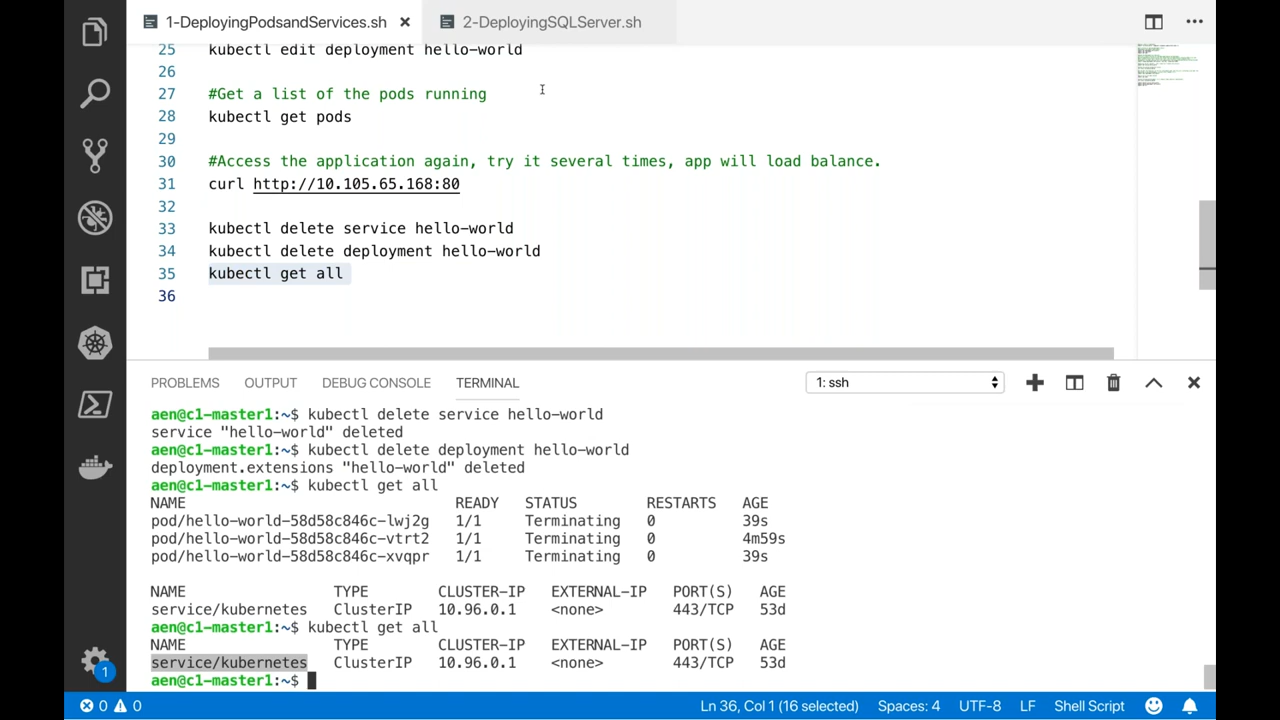 1-DeployingPodsandServices.sh
2-DeployingSQLServer.sh
25 kubectl edit deployment hello-world
26
27 #Get a list of the pods running
28 kubectl get pods
29
30 #Access the application again, try it several times, app will load balance.
31 curl http://10.105.65.168:80
32
33 kubectl delete service hello-world
34 kubectl delete deployment hello-world
35 kubectl get all
36
PROBLEMS OUTPUT DEBUG CONSOLE TERMINAL 1: ssh
aen@c1-master1:~$ kubectl delete service hello-world
service "hello-world" deleted
aen@c1-master1:~$ kubectl delete deployment hello-world
deployment.extensions "hello-world" deleted
aen@c1-master1:~$ kubectl get all
NAME READY STATUS RESTARTS AGE
pod/hello-world-58d58c846c-lwj2g 1/1 Terminating 0 39s
pod/hello-world-58d58c846c-vtrt2 1/1 Terminating 0 4m59s
pod/hello-world-58d58c846c-xvqpr 1/1 Terminating 0 39s
NAME TYPE CLUSTER-IP EXTERNAL-IP PORT(S) AGE
service/kubernetes ClusterIP 10.96.0.1 <none> 443/TCP 53d
aen@c1-master1:~$ kubectl get all
NAME TYPE CLUSTER-IP EXTERNAL-IP PORT(S) AGE
service/kubernetes ClusterIP 10.96.0.1 <none> 443/TCP 53d
aen@c1-master1:~$
1
0 0 Ln 36, Col 1 (16 selected) Spaces: 4 UTF-8 LF Shell Script